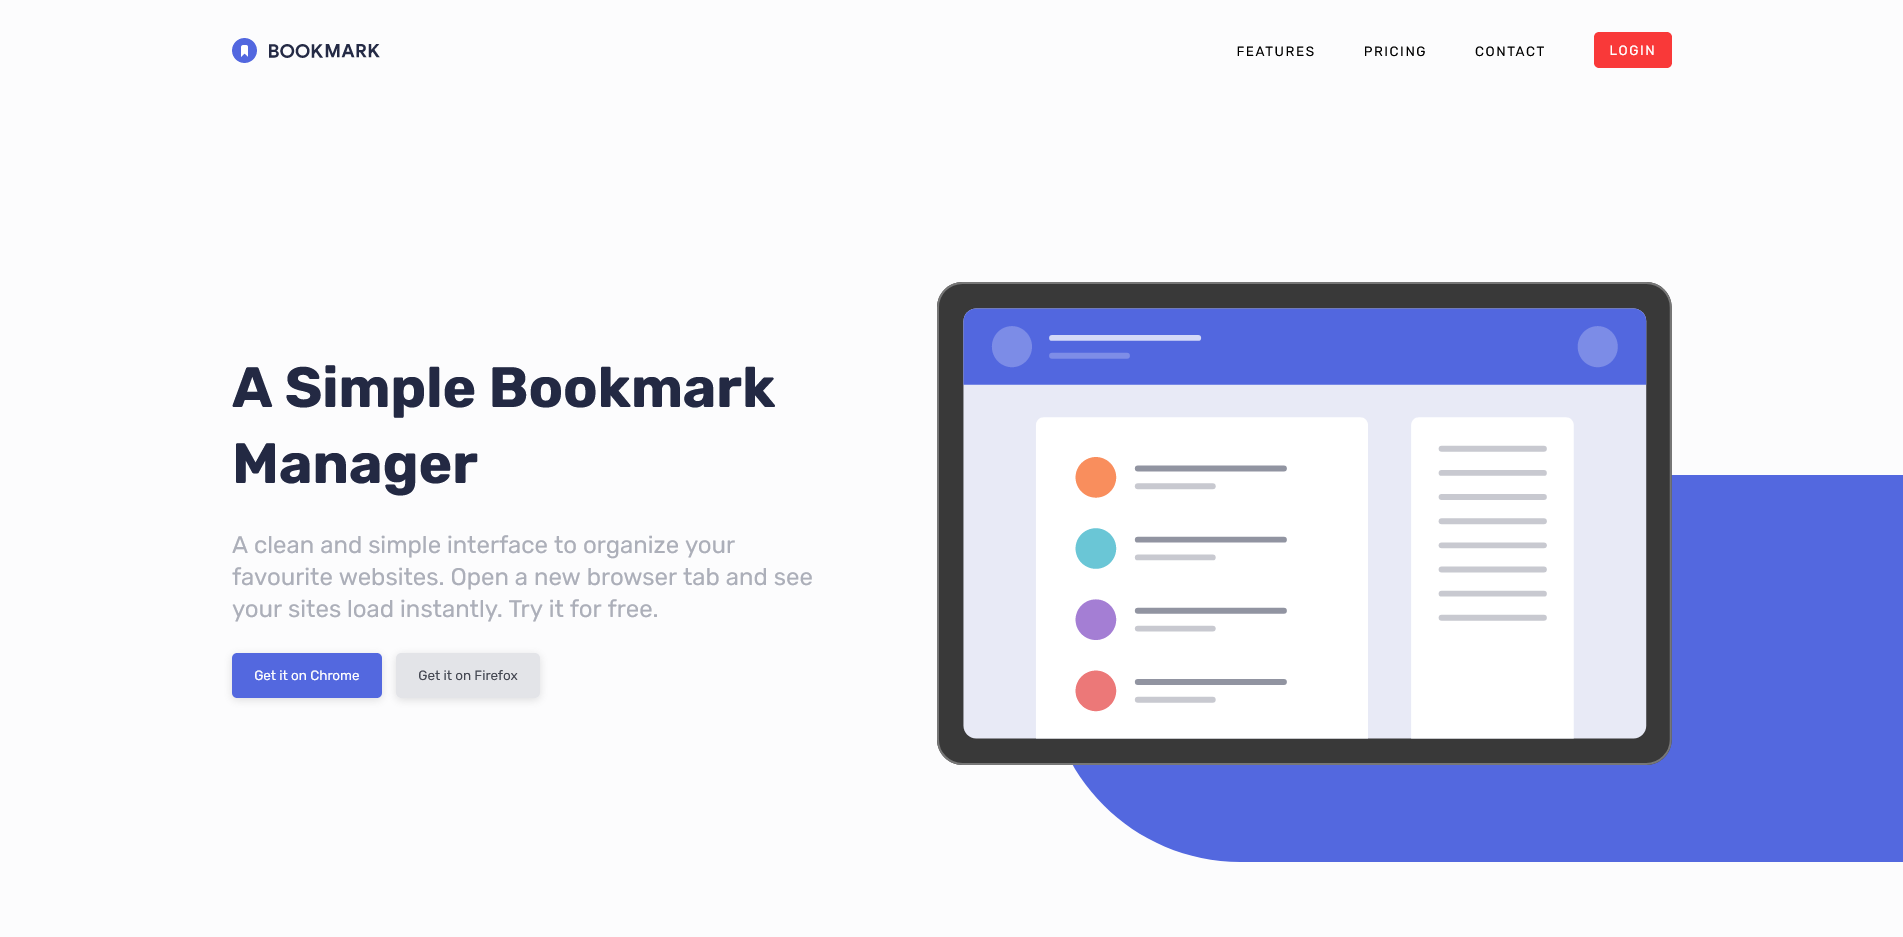 BOOKMARK
FEATURES
PRICING
CONTACT
LOGIN
A Simple Bookmark
Manager
A clean and simple interface to organize your
favourite websites. Open a new browser tab and see
your sites load instantly. Try it for free.
Get it on Chrome
Get it on Firefox